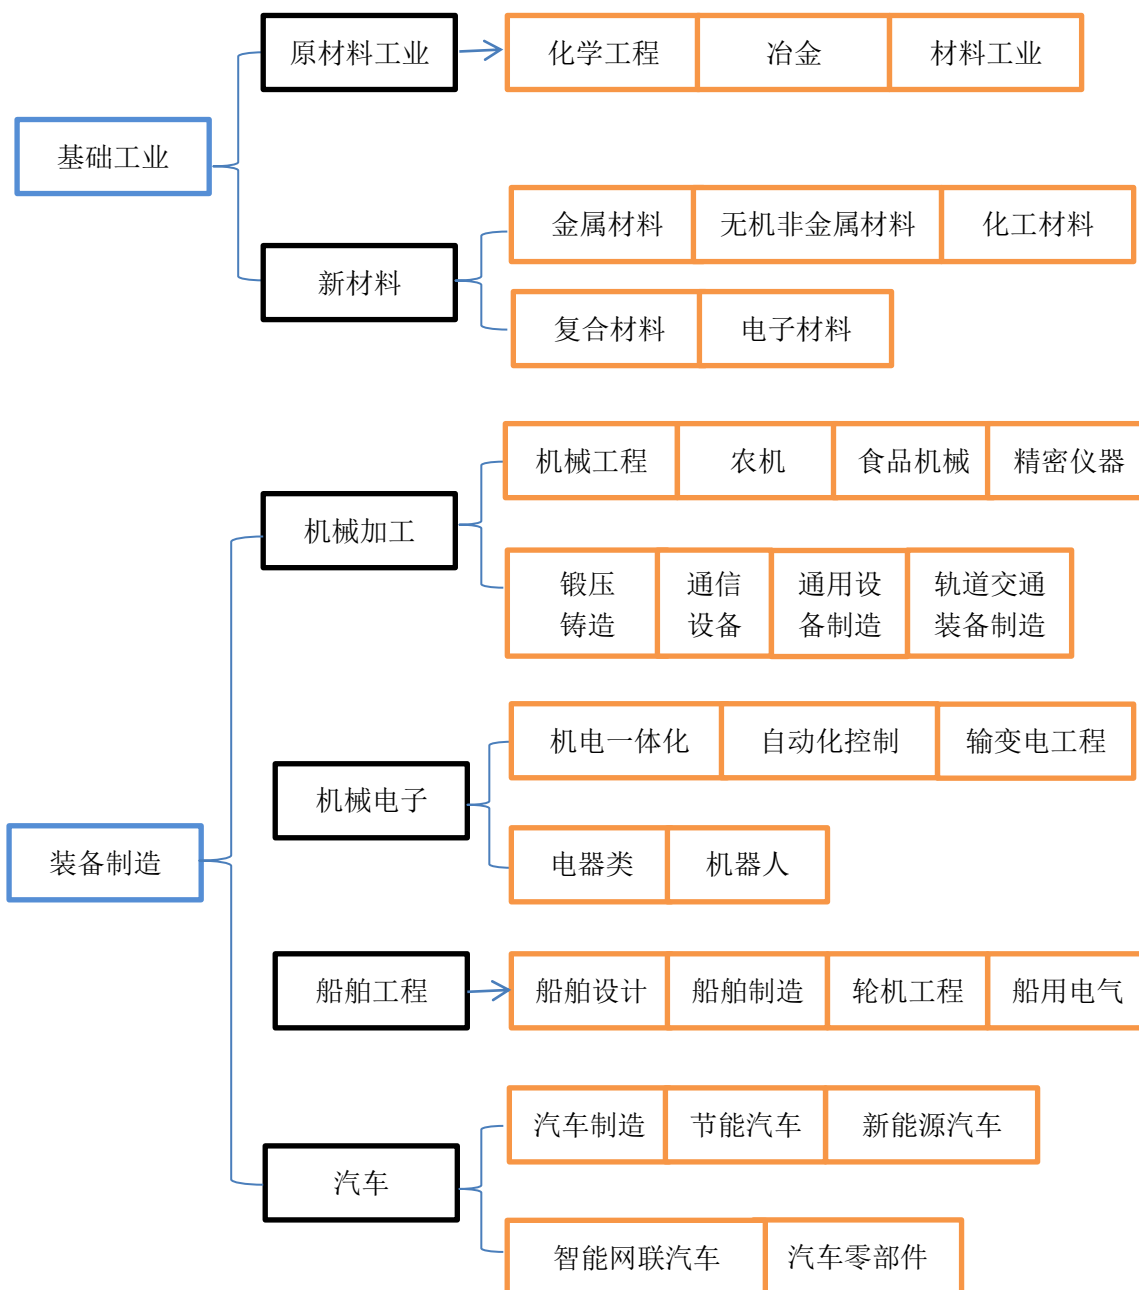 基础工业
原材料工业
化学工程
冶金
材料工业
新材料
金属材料
无机非金属材料
化工材料
复合材料
电子材料
装备制造
机械加工
机械工程
农机
食品机械
精密仪器
锻压
铸造
通信
设备
通用设
备制造
轨道交通
装备制造
机械电子
机电一体化
自动化控制
输变电工程
电器类
机器人
船舶工程
船舶设计
船舶制造
轮机工程
船用电气
汽车
汽车制造
节能汽车
新能源汽车
智能网联汽车
汽车零部件